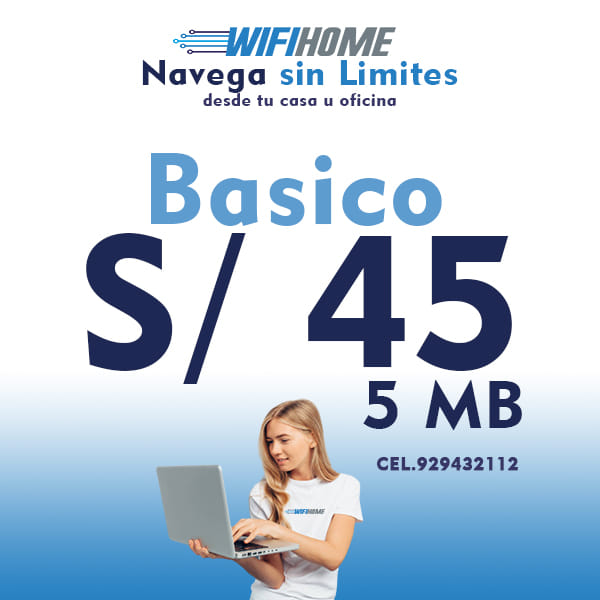 WIFIHOME
Navega sin Limites
desde tu casa u oficina
Basico
S/ 45
5 MB
CEL.929432112
WIFIHOME